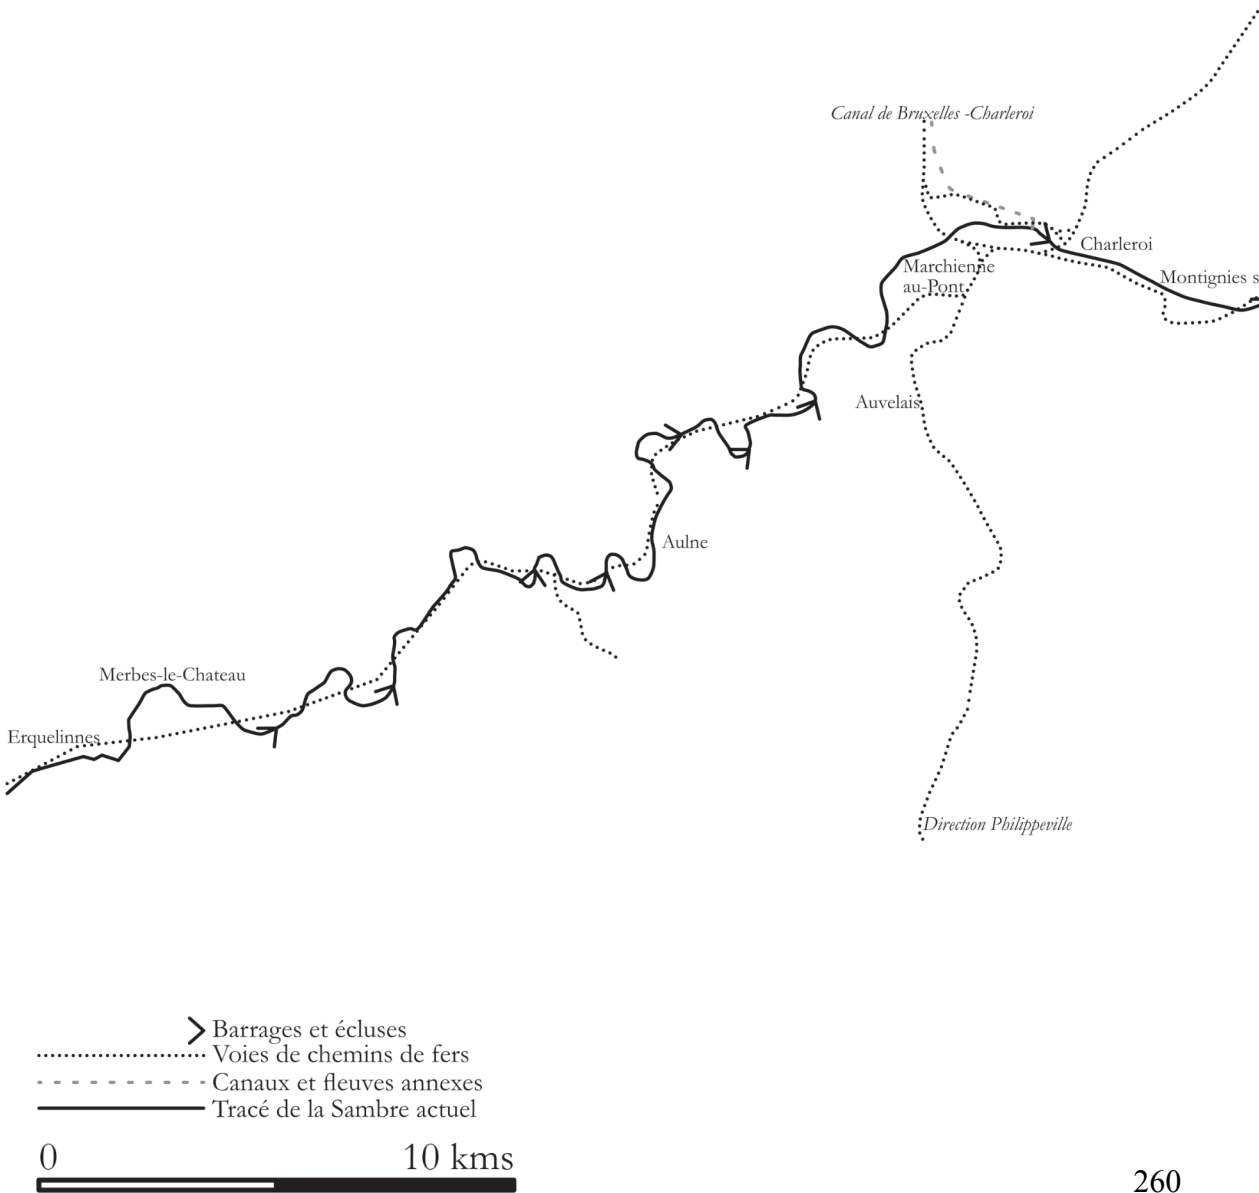 Canal de Bruxelles -Charleroi
Charleroi
Marchienne
au-Pont
Montignies s
Auvelais
Aulne
Merbes-le-Chateau
Erquelinnes
Direction Philippeville
Barrages et écluses
Voies de chemins de fers
Canaux et fleuves annexes
Tracé de la Sambre actuel
0 10 kms
260